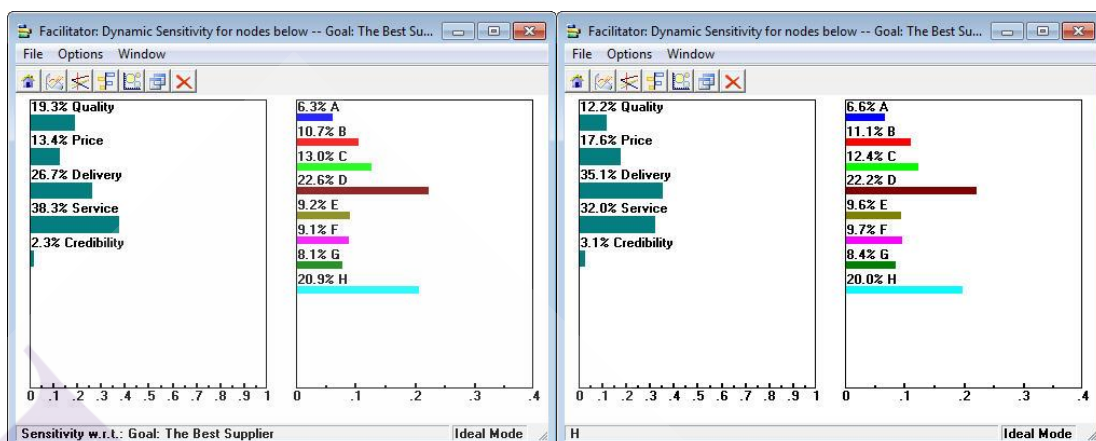 Facilitator: Dynamic Sensitivity for nodes below -- Goal: The Best Su...
File Options Window
19.3% Quality
13.4% Price
26.7% Delivery
38.3% Service
2.3% Credibility
0 .1 .2 .3 .4 .5 .6 .7 .8 .9 1
6.3% A
10.7% B
13.0% C
22.6% D
9.2% E
9.1% F
8.1% G
20.9% H
0 .1 .2 .3 .4
Sensitivity w.r.t.: Goal: The Best Supplier Ideal Mode
Facilitator: Dynamic Sensitivity for nodes below -- Goal: The Best Su...
File Options Window
12.2% Quality
17.6% Price
35.1% Delivery
32.0% Service
3.1% Credibility
0 .1 .2 .3 .4 .5 .6 .7 .8 .9 1
6.6% A
11.1% B
12.4% C
22.2% D
9.6% E
9.7% F
8.4% G
20.0% H
0 .1 .2 .3 .4
H Ideal Mode